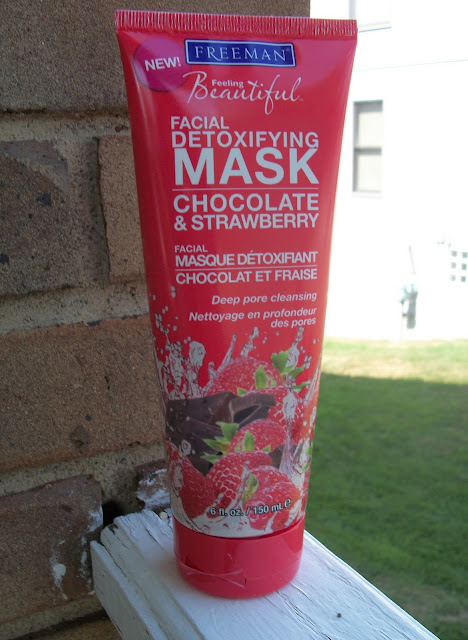 NEW!
FREEMAN
Feeling
Beautiful
FACIAL
DETOXIFYING
MASK
CHOCOLATE
& STRAWBERRY
FACIAL
MASQUE DÉTOXIFIANT
CHOCOLAT ET FRAISE
Deep pore cleansing
Nettoyage en profondeur
des pores
6 fl. oz. / 150 mL e